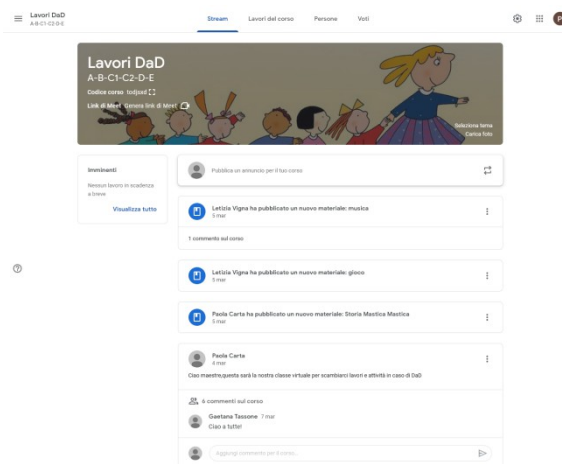 Lavori DaD
A-B-C1-C2-D-E
Stream
Lavori del corso
Persone
Voti
P
Lavori DaD
A-B-C1-C2-D-E
Codice corso todjsad
Link di Meet Genera link di Meet
Seleziona tema
Carica foto
Imminenti
Nessun lavoro in scadenza
a breve
Visualizza tutto
Pubblica un annuncio per il tuo corso
Letizia Vigna ha pubblicato un nuovo materiale: musica
5 mar
1 commento sul corso
Letizia Vigna ha pubblicato un nuovo materiale: gioco
5 mar
Paola Carta ha pubblicato un nuovo materiale: Storia Mastica Mastica
5 mar
Paola Carta
4 mar
Ciao maestre,questa sarà la nostra classe virtuale per scambiarci lavori e attività in caso di DaD
6 commenti sul corso
Gaetana Tassone 7 mar
Ciao a tutte!
Aggiungi commento per il corso...